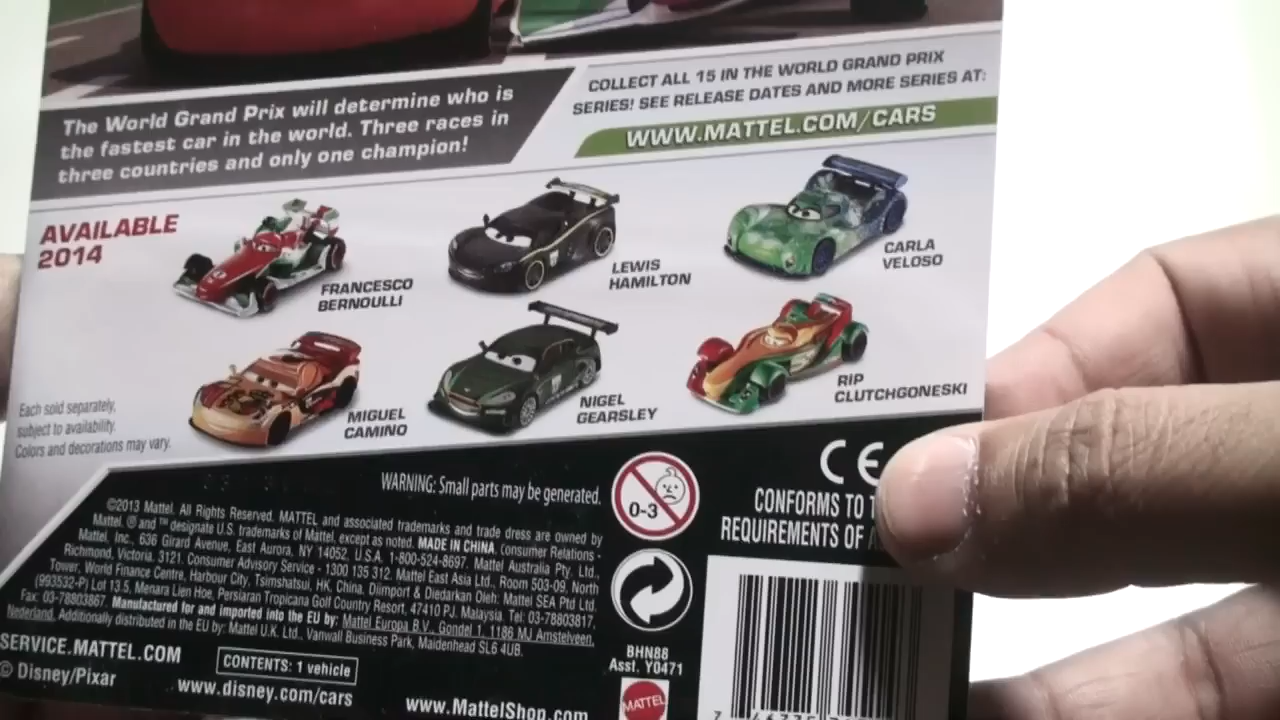 The World Grand Prix will determine who is
the fastest car in the world. Three races in
three countries and only one champion!
COLLECT ALL 15 IN THE WORLD GRAND PRIX
SERIES! SEE RELEASE DATES AND MORE SERIES AT:
WWW.MATTEL.COM/CARS
AVAILABLE
2014
FRANCESCO
BERNOULLI
LEWIS
HAMILTON
CARLA
VELOSO
MIGUEL
CAMINO
NIGEL
GEARSLEY
RIP
CLUTCHGONESKI
Each sold separately,
subject to availability.
Colors and decorations may vary.
WARNING: Small parts may be generated.
0-3
CE
CONFORMS TO
REQUIREMENTS OF
©2013 Mattel. All Rights Reserved. MATTEL and associated trademarks and trade dress are owned by
Mattel. ® and ™ designate U.S. trademarks of Mattel, except as noted. MADE IN CHINA. Consumer Relations -
Mattel, Inc., 636 Girard Avenue, East Aurora, NY 14052, U.S.A. 1-800-524-8697. Mattel Australia Pty. Ltd.,
Richmond, Victoria. 3121. Consumer Advisory Service - 1300 135 312. Mattel East Asia Ltd., Room 503-09, North
Tower, World Finance Centre, Harbour City, Tsimshatsui, HK, China. Diimport & Diedarkan Oleh: Mattel SEA Ptd Ltd.
(993532-P) Lot 13.5, Menara Lien Hoe, Persiaran Tropicana Golf Country Resort, 47410 PJ. Malaysia. Tel: 03-78803817,
Fax: 03-78803867. Manufactured for and imported into the EU by: Mattel Europa B.V., Gondel 1, 1186 MJ Amstelveen,
Nederland. Additionally distributed in the EU by: Mattel U.K. Ltd., Vanwall Business Park, Maidenhead SL6 4UB.
SERVICE.MATTEL.COM
© Disney/Pixar
CONTENTS: 1 vehicle
www.disney.com/cars
www.MattelShop.com
BHN88
Asst. Y0471
MATTEL